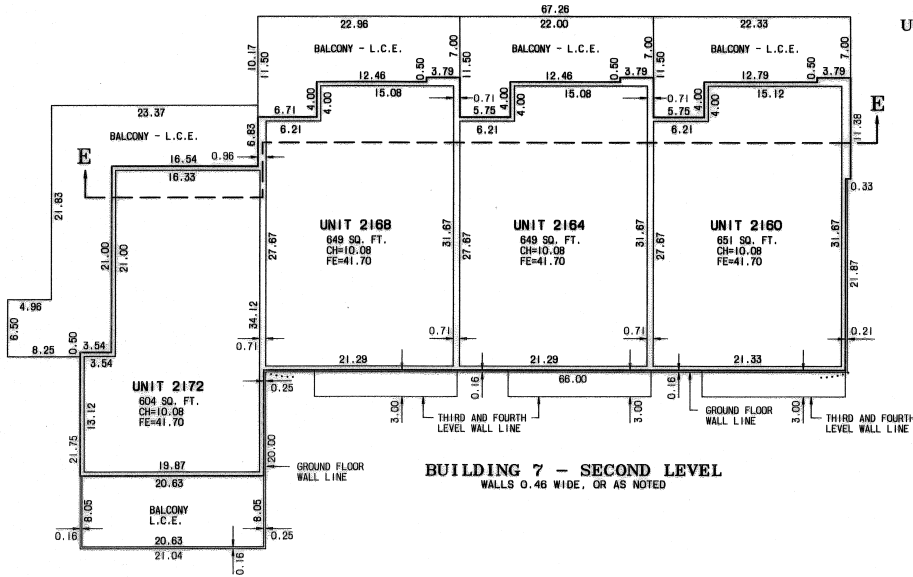 67.26
22.96
22.00
22.33
U
BALCONY - L.C.E.
BALCONY - L.C.E.
BALCONY - L.C.E.
10.17
11.50
7.00
11.50
7.00
11.50
7.00
0.50
3.79
0.50
3.79
0.50
3.79
12.46
12.46
12.79
15.08
15.08
15.12
4.00
4.00
4.00
4.00
4.00
4.00
0.71
0.71
6.71
5.75
5.75
6.21
6.21
6.21
23.37
BALCONY - L.C.E.
6.83
E
E
11.38
0.96
16.54
16.33
0.33
21.83
21.00
21.00
UNIT 2168
649 SQ. FT.
CH=10.08
FE=41.70
UNIT 2164
649 SQ. FT.
CH=10.08
FE=41.70
UNIT 2160
651 SQ. FT.
CH=10.08
FE=41.70
27.67
31.67
27.67
31.67
27.67
31.67
21.87
4.96
6.50
8.25
0.50
3.54
3.54
34.12
0.71
0.71
0.71
0.21
21.29
21.29
21.33
UNIT 2172
604 SQ. FT.
CH=10.08
FE=41.70
13.12
21.75
0.25
0.16
66.00
0.16
3.00
3.00
3.00
THIRD AND FOURTH
LEVEL WALL LINE
GROUND FLOOR
WALL LINE
THIRD AND FOURTH
LEVEL WALL LINE
20.00
GROUND FLOOR
WALL LINE
19.87
20.63
BUILDING 7 - SECOND LEVEL
WALLS 0.46 WIDE, OR AS NOTED
BALCONY
L.C.E.
8.05
8.05
0.16
0.25
20.63
21.04
0.16